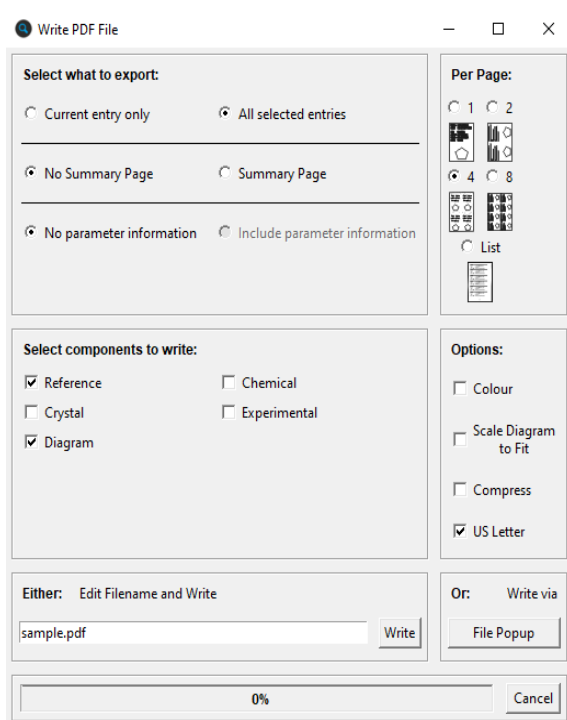 Write PDF File
Select what to export:
Current entry only
All selected entries
No Summary Page
Summary Page
No parameter information
Include parameter information
Per Page:
1 2
4 8
List
Select components to write:
Reference
Chemical
Crystal
Experimental
Diagram
Options:
Colour
Scale Diagram
to Fit
Compress
US Letter
Either: Edit Filename and Write
sample.pdf
Write
Or: Write via
File Popup
0%
Cancel